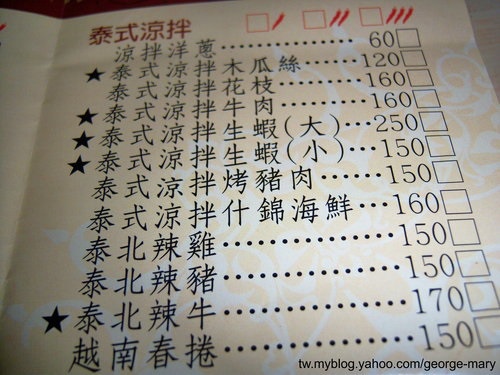 泰式涼拌
涼拌洋蔥 60
★泰式涼拌木瓜絲 120
泰式涼拌花枝 160
★泰式涼拌牛肉 160
★泰式涼拌生蝦(大) 250
★泰式涼拌生蝦(小) 150
泰式涼拌烤豬肉 150
泰式涼拌什錦海鮮 160
泰北辣雞 150
泰北辣豬 150
★泰北辣牛 170
越南春捲 150
tw.myblog.yahoo.com/george-mary